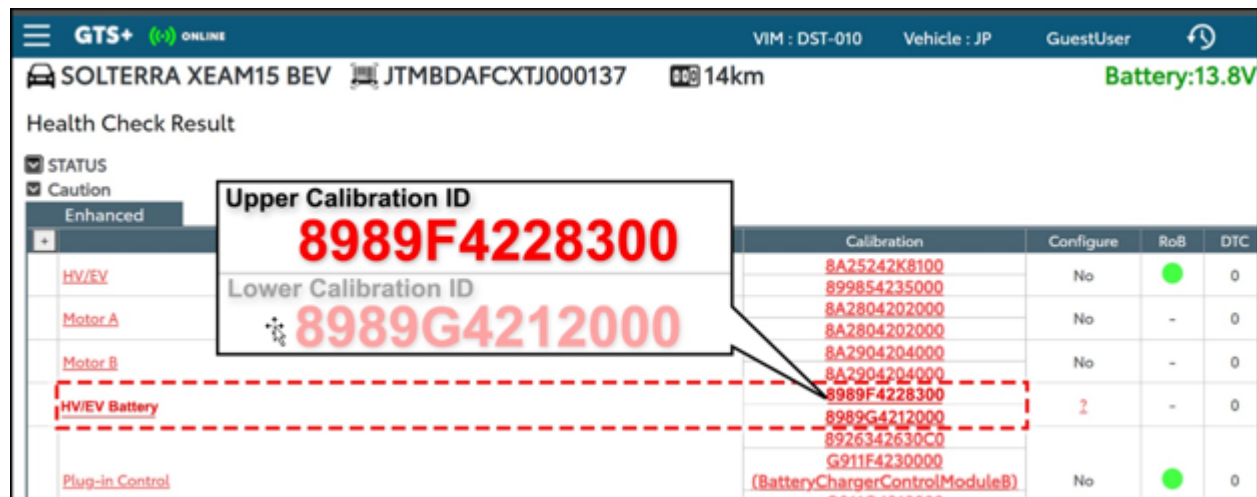 GTS+ ONLINE VIM : DST-010 Vehicle : JP GuestUser
SOLTERRA XEAM15 BEV JTMBDAFCXTJ000137 14km Battery:13.8V
Health Check Result
STATUS
Caution
Enhanced
Upper Calibration ID
8989F4228300
Lower Calibration ID
8989G4212000
+ Calibration Configure RoB DTC
HV/EV 8A25242K8100 No 0
899854235000
Motor A 8A2804202000 No - 0
8A2804202000
Motor B 8A2904204000 No - 0
8A2904204000
HV/EV Battery 8989F4228300 ? - 0
8989G4212000
8926342630C0
G911F4230000
Plug-in Control (BatteryChargerControlModuleB) No 0